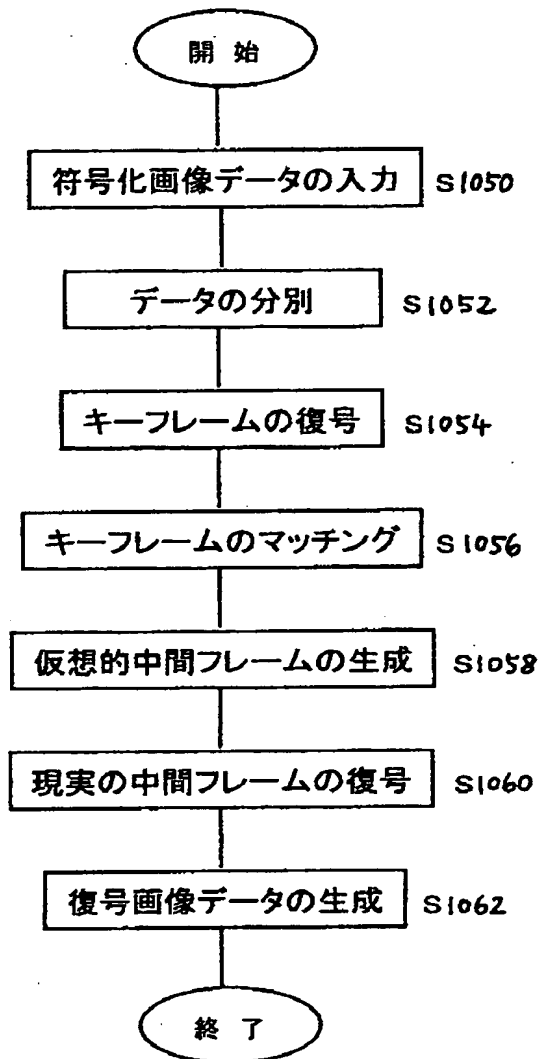 開始
符号化画像データの入力 S1050
データの分別 S1052
キーフレームの復号 S1054
キーフレームのマッチング S1056
仮想的中間フレームの生成 S1058
現実の中間フレームの復号 S1060
復号画像データの生成 S1062
終了